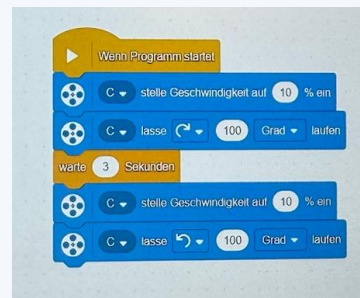 Wenn Programm startet
C stelle Geschwindigkeit auf 10 % ein
C lasse 100 Grad laufen
warte 3 Sekunden
C stelle Geschwindigkeit auf 10 % ein
C lasse 100 Grad laufen